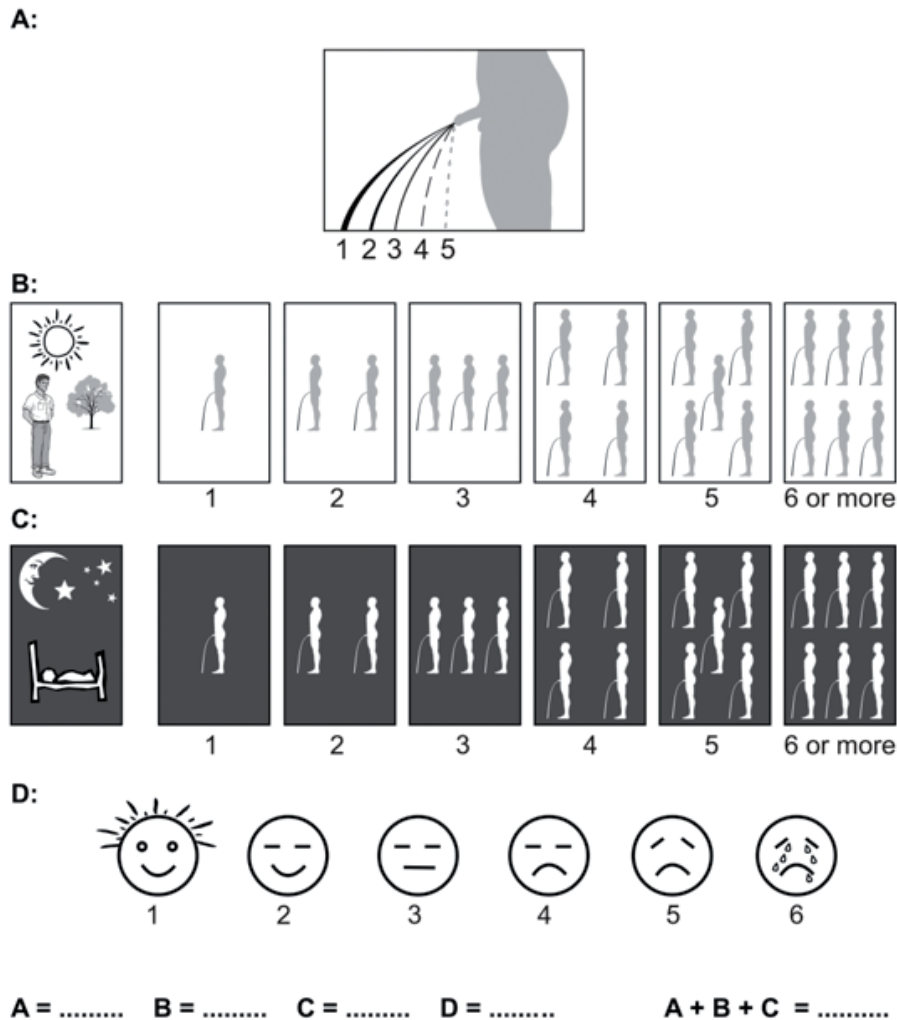 A:
1 2 3 4 5
B:
1 2 3 4 5 6 or more
C:
1 2 3 4 5 6 or more
D:
1 2 3 4 5 6
A = ......... B = ......... C = ......... D = ......... A + B + C = ..........